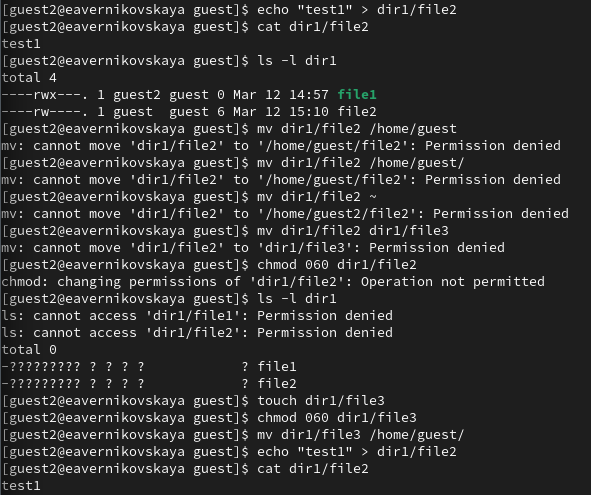 [guest2@eavernikovskaya guest]$ echo "test1" > dir1/file2
[guest2@eavernikovskaya guest]$ cat dir1/file2
test1
[guest2@eavernikovskaya guest]$ ls -l dir1
total 4
----rwx---. 1 guest2 guest 0 Mar 12 14:57 file1
----rw----. 1 guest  guest 6 Mar 12 15:10 file2
[guest2@eavernikovskaya guest]$ mv dir1/file2 /home/guest
mv: cannot move 'dir1/file2' to '/home/guest/file2': Permission denied
[guest2@eavernikovskaya guest]$ mv dir1/file2 /home/guest/
mv: cannot move 'dir1/file2' to '/home/guest/file2': Permission denied
[guest2@eavernikovskaya guest]$ mv dir1/file2 ~
mv: cannot move 'dir1/file2' to '/home/guest2/file2': Permission denied
[guest2@eavernikovskaya guest]$ mv dir1/file2 dir1/file3
mv: cannot move 'dir1/file2' to 'dir1/file3': Permission denied
[guest2@eavernikovskaya guest]$ chmod 060 dir1/file2
chmod: changing permissions of 'dir1/file2': Operation not permitted
[guest2@eavernikovskaya guest]$ ls -l dir1
ls: cannot access 'dir1/file1': Permission denied
ls: cannot access 'dir1/file2': Permission denied
total 0
-????????? ? ? ? ?            ? file1
-????????? ? ? ? ?            ? file2
[guest2@eavernikovskaya guest]$ touch dir1/file3
[guest2@eavernikovskaya guest]$ chmod 060 dir1/file3
[guest2@eavernikovskaya guest]$ mv dir1/file3 /home/guest/
[guest2@eavernikovskaya guest]$ echo "test1" > dir1/file2
[guest2@eavernikovskaya guest]$ cat dir1/file2
test1